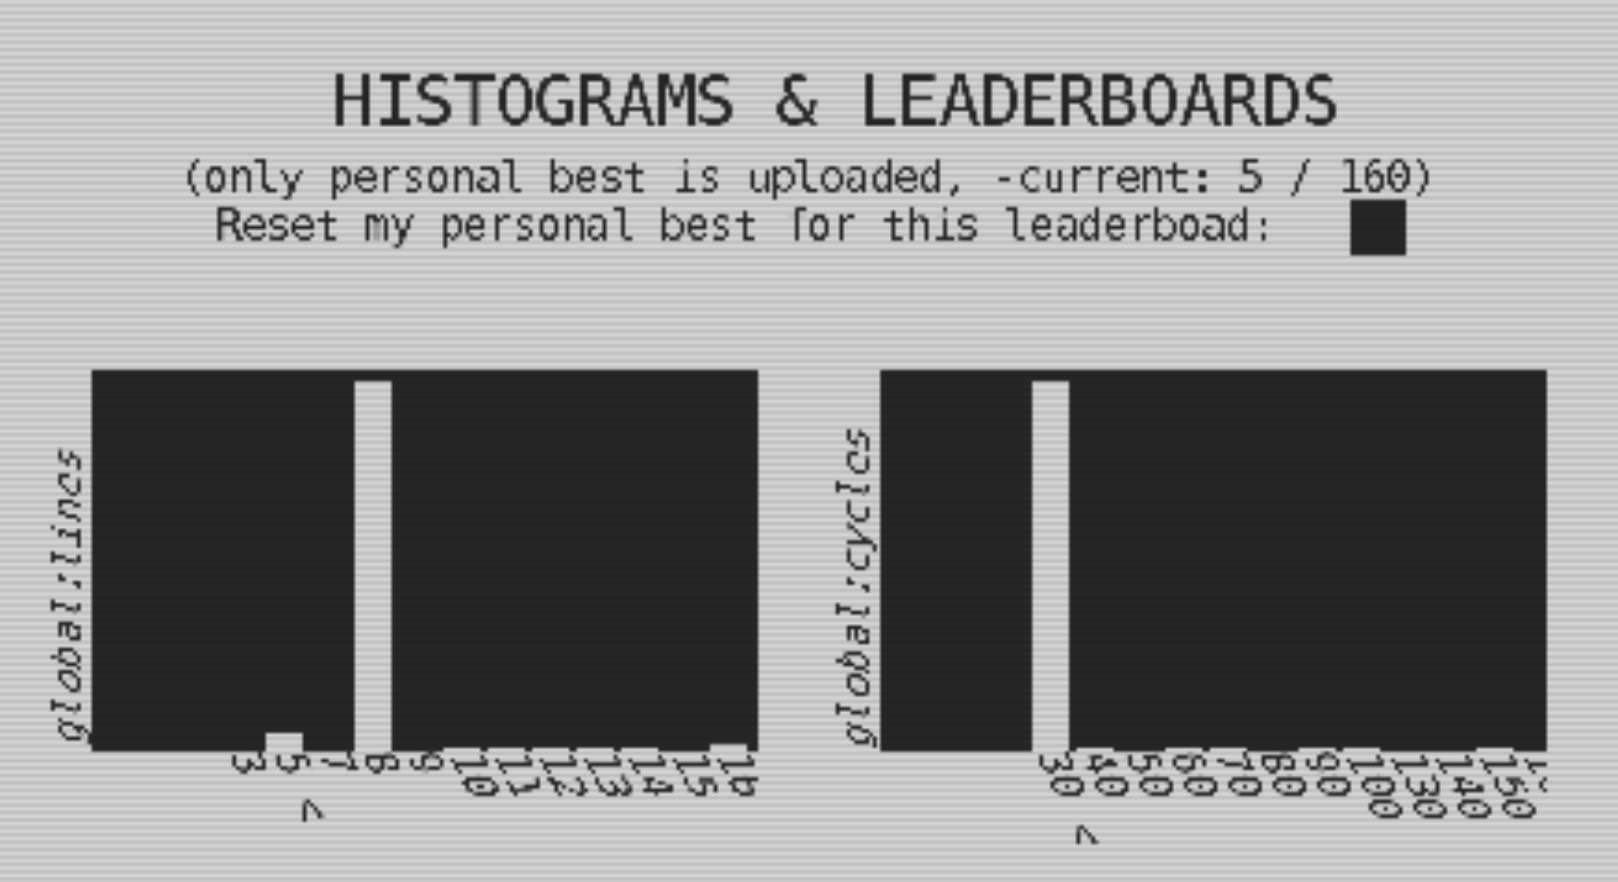 HISTOGRAMS & LEADERBOARDS
(only personal best is uploaded, -current: 5 / 160)
Reset my personal best for this leaderboad:
global:lines
3 5 7 8 9 10 11 12 13 14 15 16
^
global:cycles
30 40 50 60 70 80 90 100 130 140 150
^